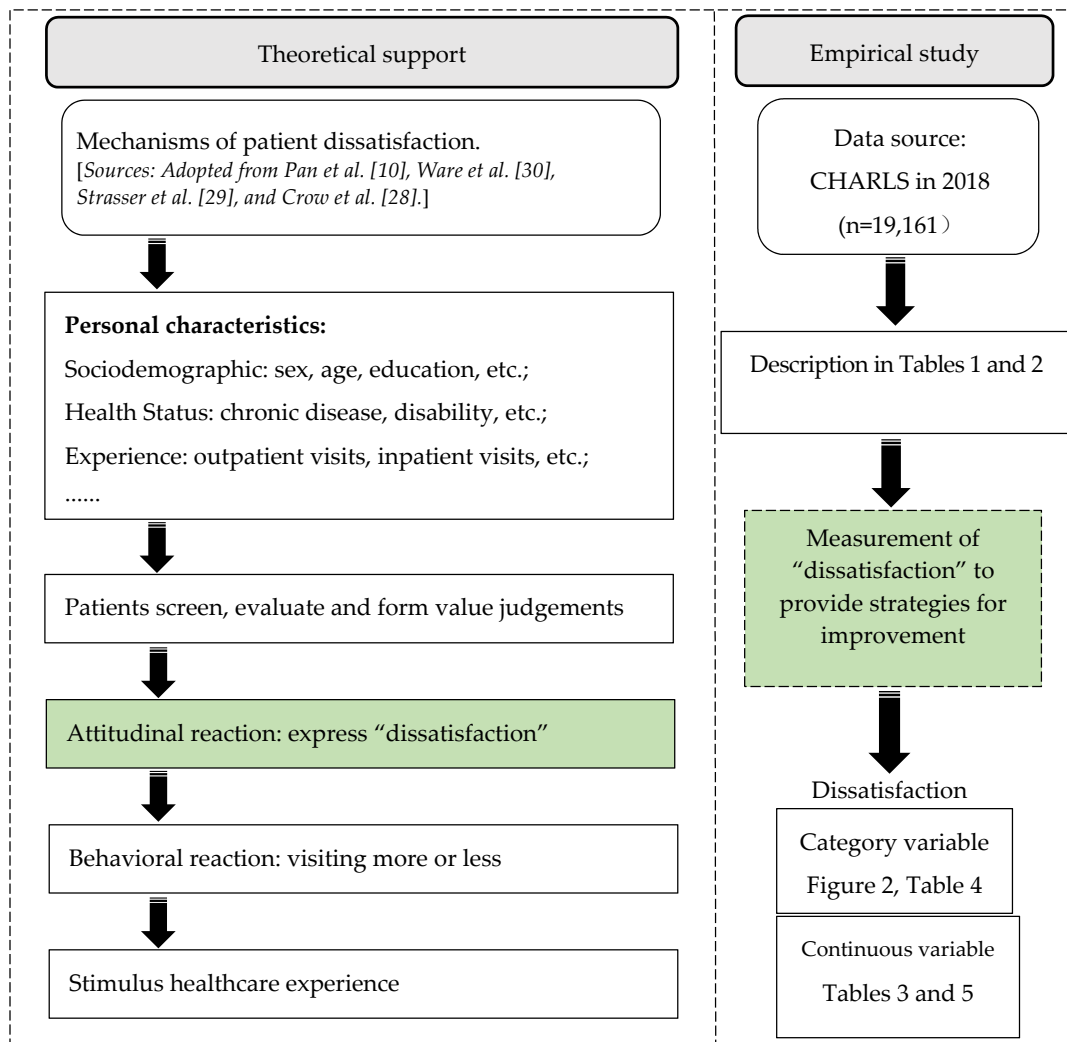 Theoretical support
Mechanisms of patient dissatisfaction.
[Sources: Adopted from Pan et al. [10], Ware et al. [30],
Strasser et al. [29], and Crow et al. [28].]
Personal characteristics:
Sociodemographic: sex, age, education, etc.;
Health Status: chronic disease, disability, etc.;
Experience: outpatient visits, inpatient visits, etc.;
......
Patients screen, evaluate and form value judgements
Attitudinal reaction: express “dissatisfaction”
Behavioral reaction: visiting more or less
Stimulus healthcare experience
Empirical study
Data source:
CHARLS in 2018
(n=19,161）
Description in Tables 1 and 2
Measurement of
“dissatisfaction” to
provide strategies for
improvement
Dissatisfaction
Category variable
Figure 2, Table 4
Continuous variable
Tables 3 and 5